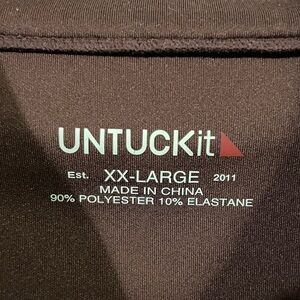 UNTUCKit
Est. XX-LARGE 2011
MADE IN CHINA
90% POLYESTER 10% ELASTANE